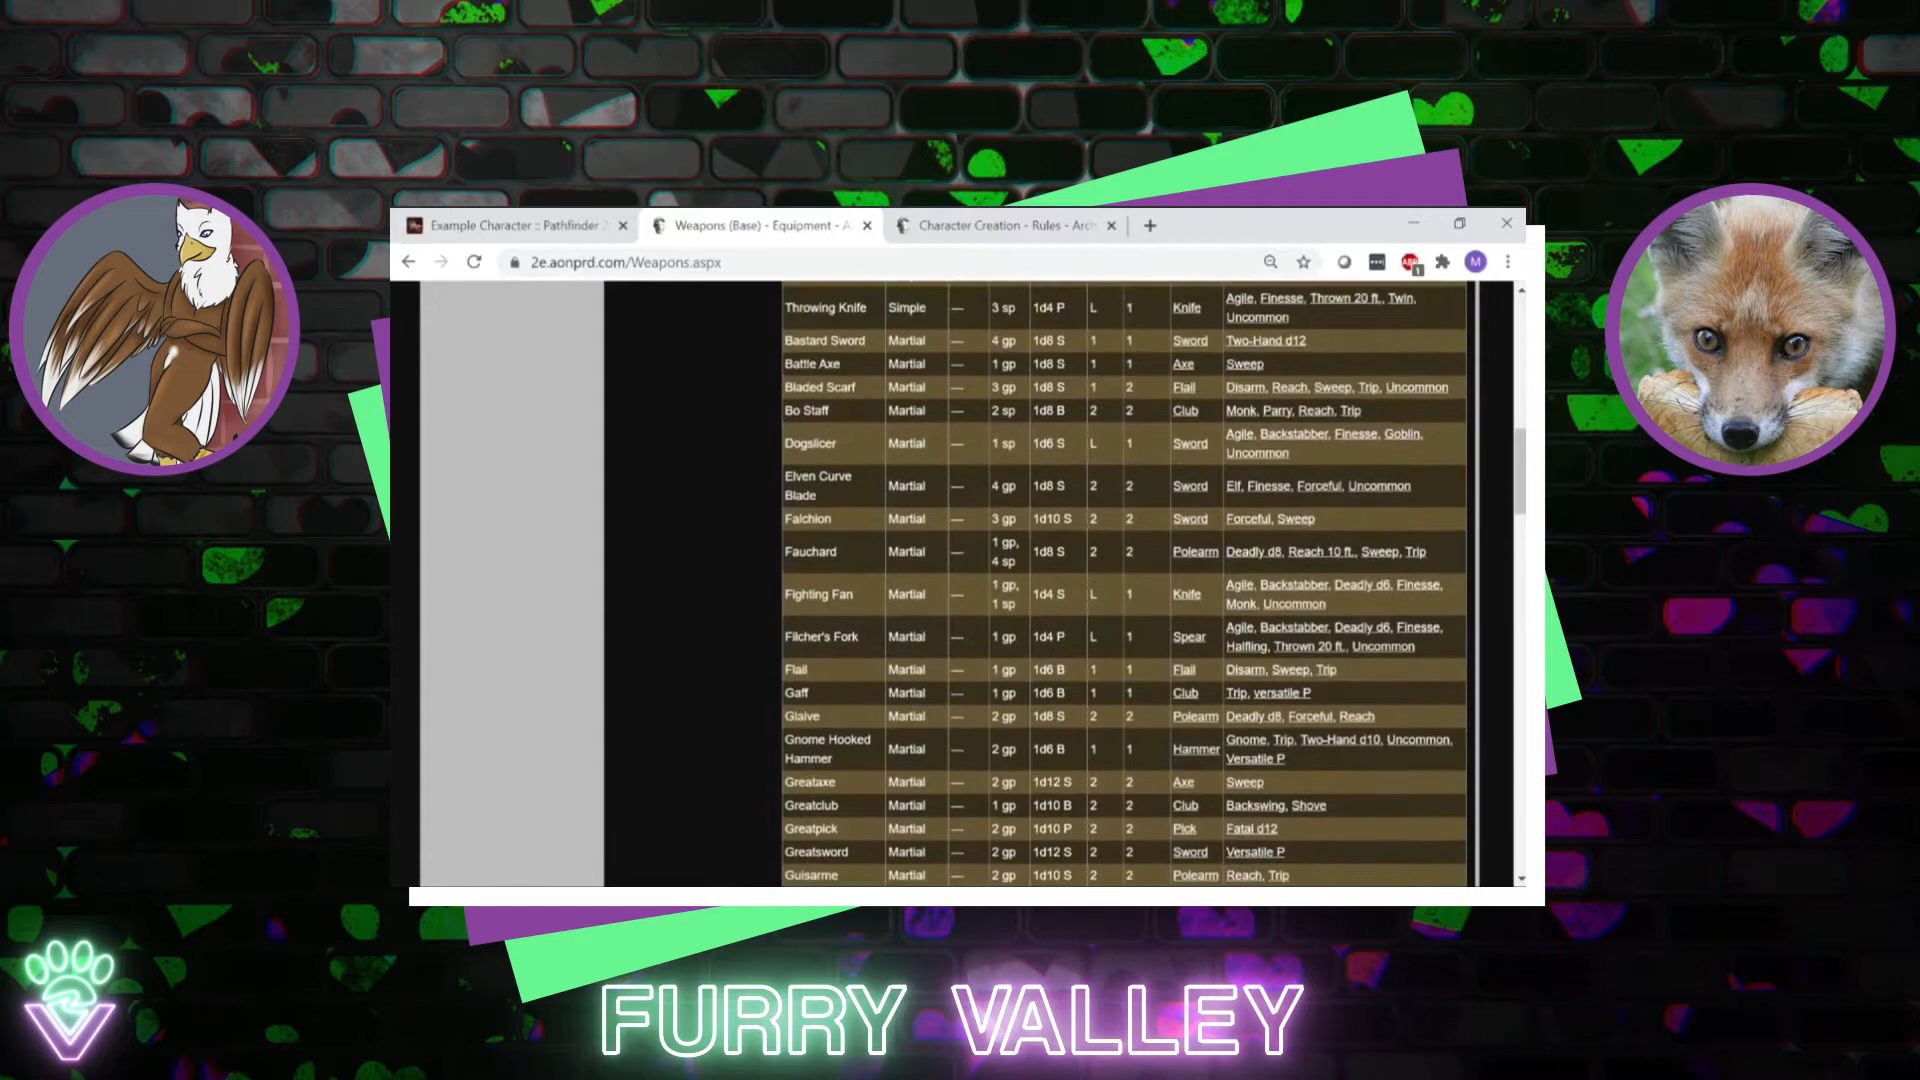 Example Character :: Pathfinder 2
Weapons (Base) - Equipment - A
Character Creation - Rules - Arch
2e.aonprd.com/Weapons.aspx
ABP
1
M
Throwing Knife Simple — 3 sp 1d4 P L 1 Knife Agile, Finesse, Thrown 20 ft., Twin,
Uncommon
Bastard Sword Martial — 4 gp 1d8 S 1 1 Sword Two-Hand d12
Battle Axe Martial — 1 gp 1d8 S 1 1 Axe Sweep
Bladed Scarf Martial — 3 gp 1d8 S 1 2 Flail Disarm, Reach, Sweep, Trip, Uncommon
Bo Staff Martial — 2 sp 1d8 B 2 2 Club Monk, Parry, Reach, Trip
Dogslicer Martial — 1 sp 1d6 S L 1 Sword Agile, Backstabber, Finesse, Goblin,
Uncommon
Elven Curve
Blade Martial — 4 gp 1d8 S 2 2 Sword Elf, Finesse, Forceful, Uncommon
Falchion Martial — 3 gp 1d10 S 2 2 Sword Forceful, Sweep
Fauchard Martial — 1 gp,
4 sp 1d8 S 2 2 Polearm Deadly d8, Reach 10 ft., Sweep, Trip
Fighting Fan Martial — 1 gp,
1 sp 1d4 S L 1 Knife Agile, Backstabber, Deadly d6, Finesse,
Monk, Uncommon
Filcher's Fork Martial — 1 gp 1d4 P L 1 Spear Agile, Backstabber, Deadly d6, Finesse,
Halfling, Thrown 20 ft., Uncommon
Flail Martial — 1 gp 1d6 B 1 1 Flail Disarm, Sweep, Trip
Gaff Martial — 1 gp 1d6 B 1 1 Club Trip, versatile P
Glaive Martial — 2 gp 1d8 S 2 2 Polearm Deadly d8, Forceful, Reach
Gnome Hooked
Hammer Martial — 2 gp 1d6 B 1 1 Hammer Gnome, Trip, Two-Hand d10, Uncommon,
Versatile P
Greataxe Martial — 2 gp 1d12 S 2 2 Axe Sweep
Greatclub Martial — 1 gp 1d10 B 2 2 Club Backswing, Shove
Greatpick Martial — 2 gp 1d10 P 2 2 Pick Fatal d12
Greatsword Martial — 2 gp 1d12 S 2 2 Sword Versatile P
Guisarme Martial — 2 gp 1d10 S 2 2 Polearm Reach, Trip
FURRY VALLEY